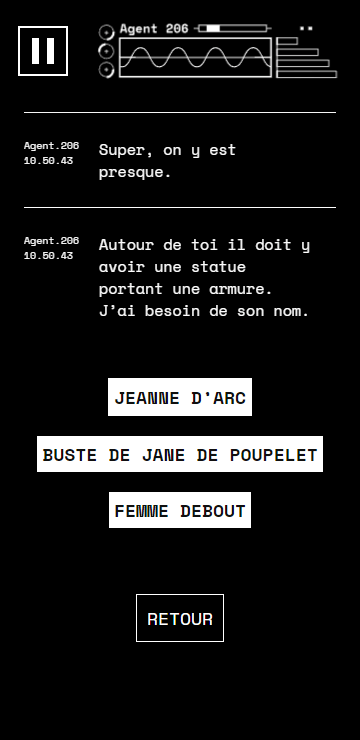 Agent 206
Agent.206
10.50.43
Super, on y est
presque.
Agent.206
10.50.43
Autour de toi il doit y
avoir une statue
portant une armure.
J'ai besoin de son nom.
JEANNE D'ARC
BUSTE DE JANE DE POUPELET
FEMME DEBOUT
RETOUR